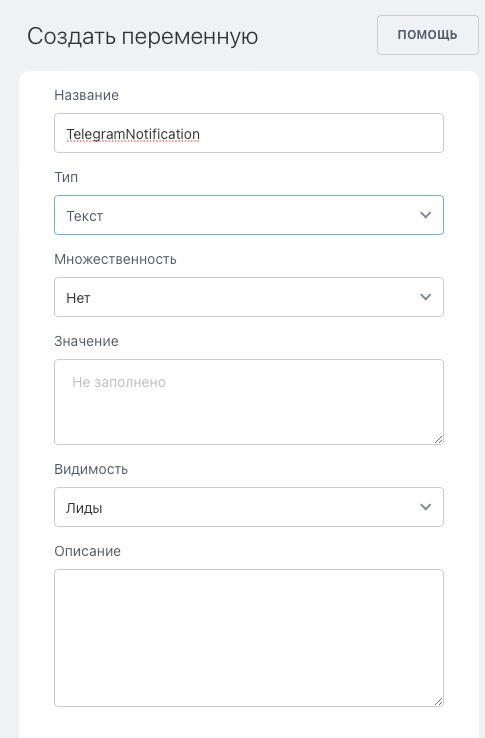 Создать переменную
ПОМОЩЬ
Название
TelegramNotification
Тип
Текст
Множественность
Нет
Значение
Не заполнено
Видимость
Лиды
Описание